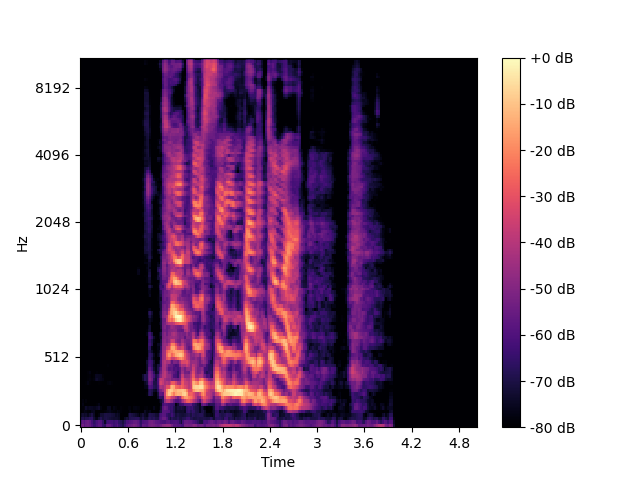 +0 dB
8192
-10 dB
4096
-20 dB
-30 dB
2048
Hz
-40 dB
1024
-50 dB
-60 dB
512
-70 dB
0
-80 dB
0 0.6 1.2 1.8 2.4 3 3.6 4.2 4.8
Time